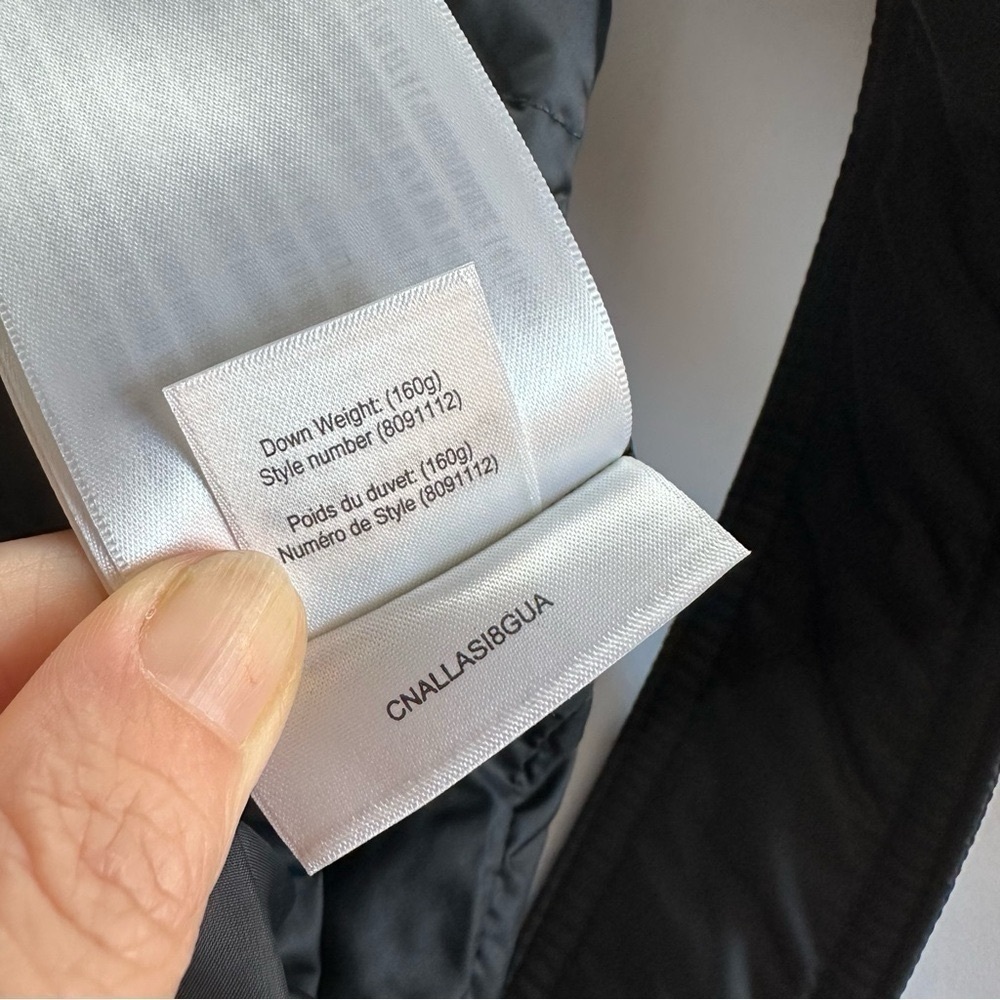 Down Weight: (160g)
Style number (8091112)
Poids du duvet: (160g)
Numéro de Style (8091112)
CNALLASI8GUA